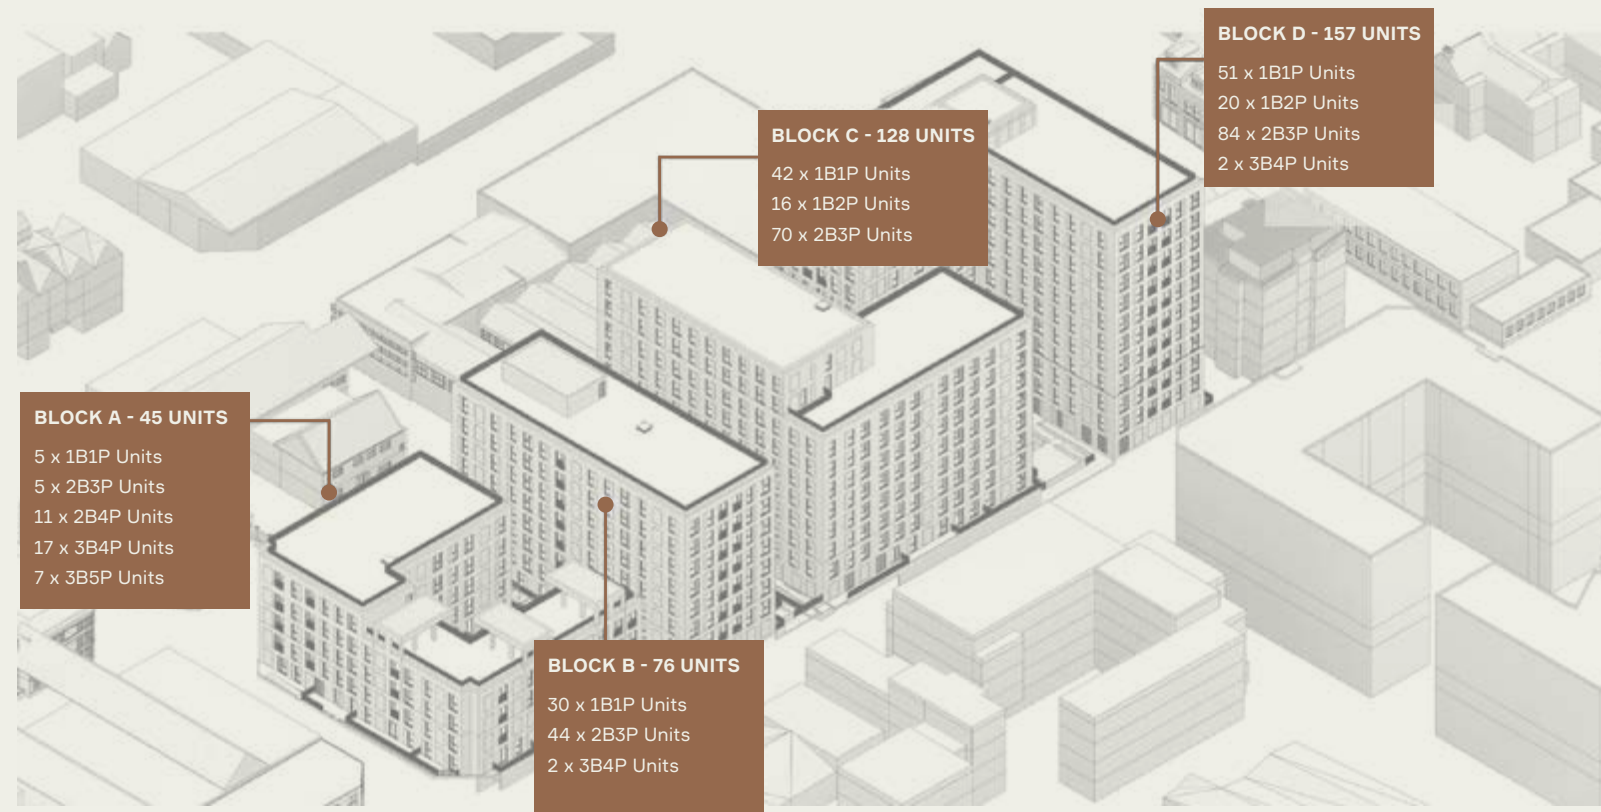 BLOCK D - 157 UNITS
51 x 1B1P Units
20 x 1B2P Units
84 x 2B3P Units
2 x 3B4P Units
BLOCK C - 128 UNITS
42 x 1B1P Units
16 x 1B2P Units
70 x 2B3P Units
BLOCK A - 45 UNITS
5 x 1B1P Units
5 x 2B3P Units
11 x 2B4P Units
17 x 3B4P Units
7 x 3B5P Units
BLOCK B - 76 UNITS
30 x 1B1P Units
44 x 2B3P Units
2 x 3B4P Units